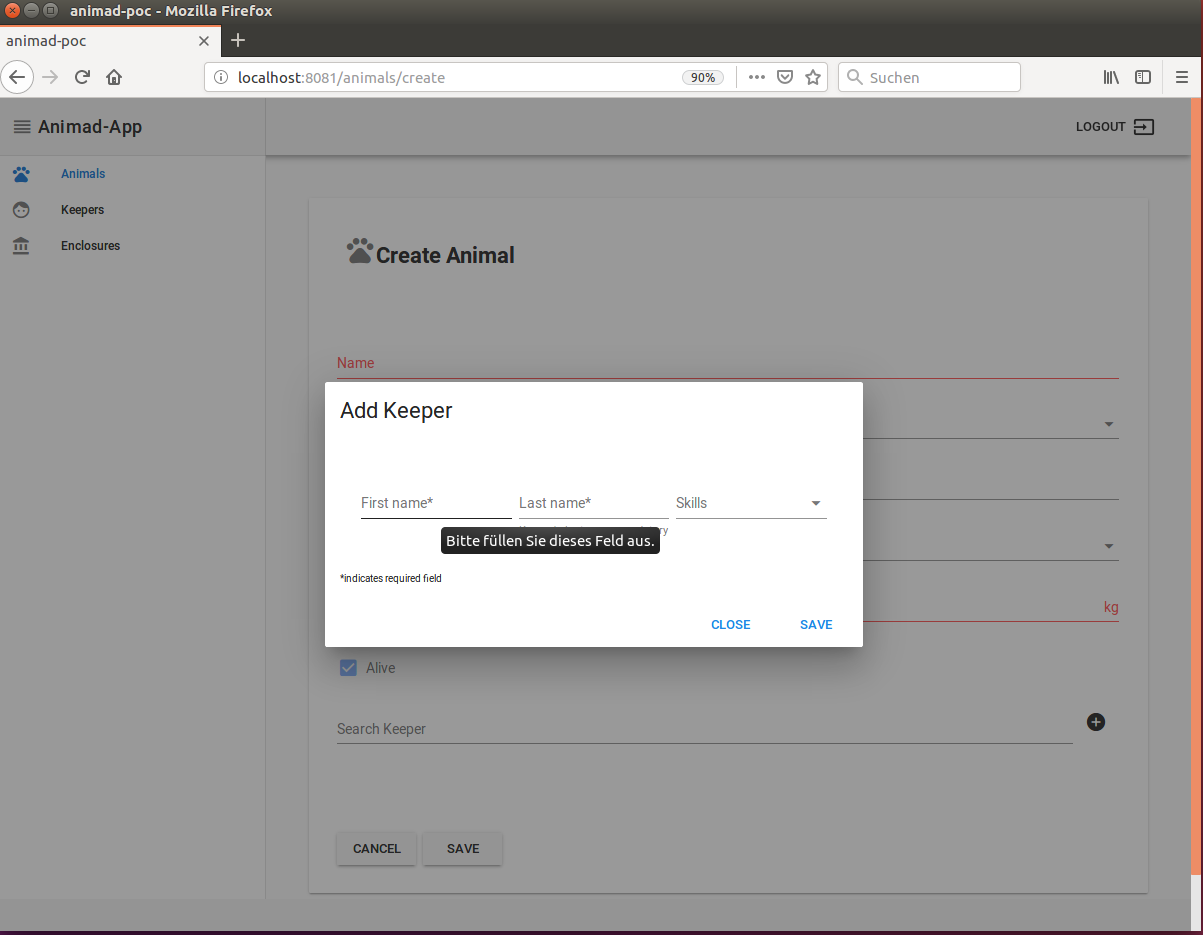 animad-poc - Mozilla Firefox
animad-poc
localhost:8081/animals/create
90%
Suchen
Animad-App
LOGOUT
Animals
Keepers
Enclosures
Create Animal
Name
Add Keeper
First name*
Last name*
Skills
Bitte füllen Sie dieses Feld aus.
*indicates required field
kg
CLOSE
SAVE
Alive
Search Keeper
CANCEL
SAVE